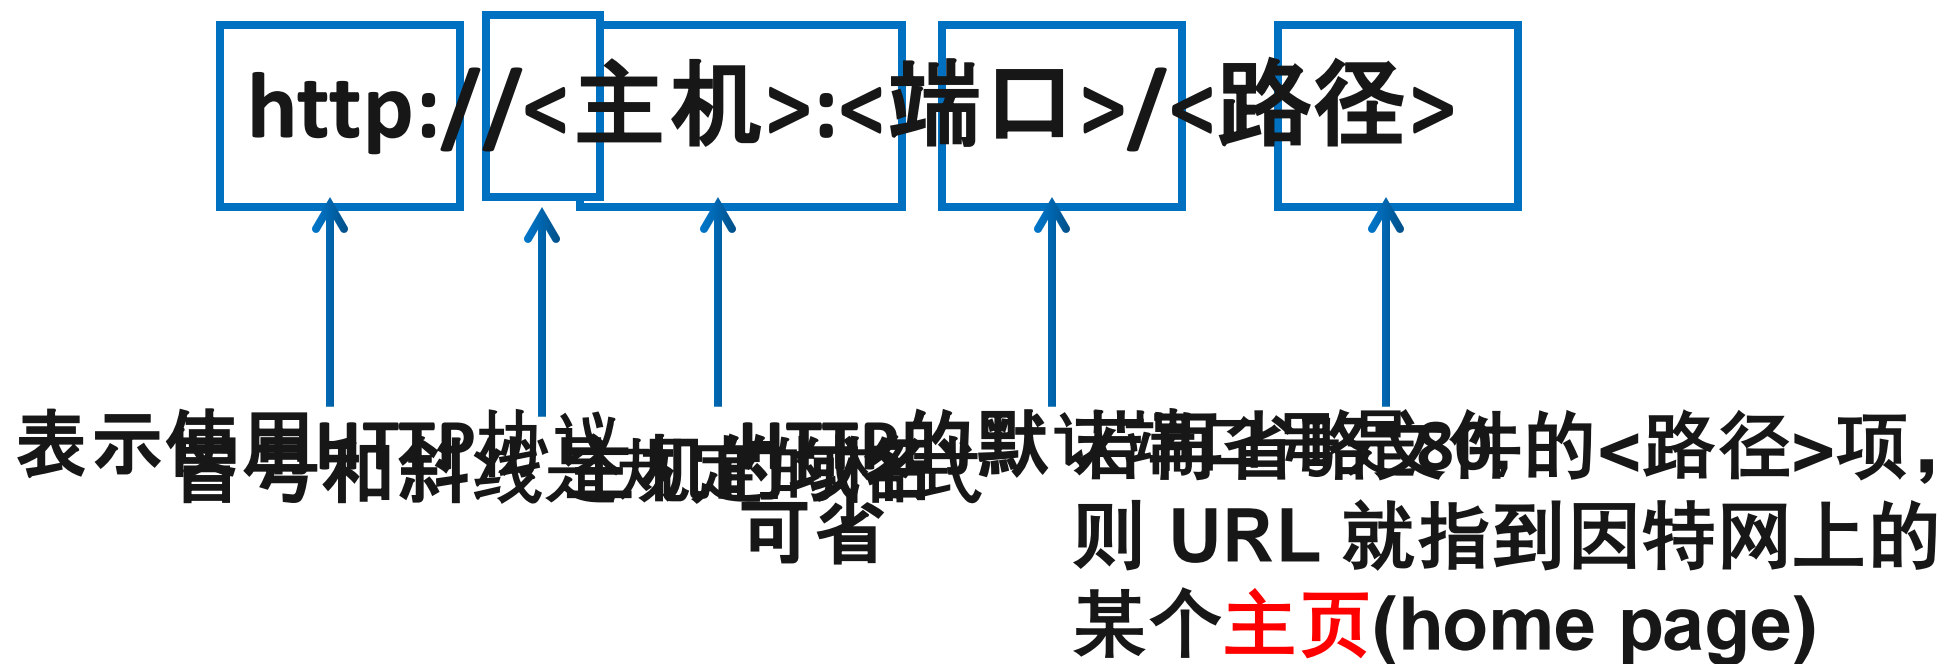 http://<主机>:<端口>/<路径>
表示使用HTTP协议
冒号和斜线是规定的格式
主机的域名
HTTP的默认端口号是80,
可省
若再省略文件的<路径>项,
则 URL 就指到因特网上的
某个主页(home page)